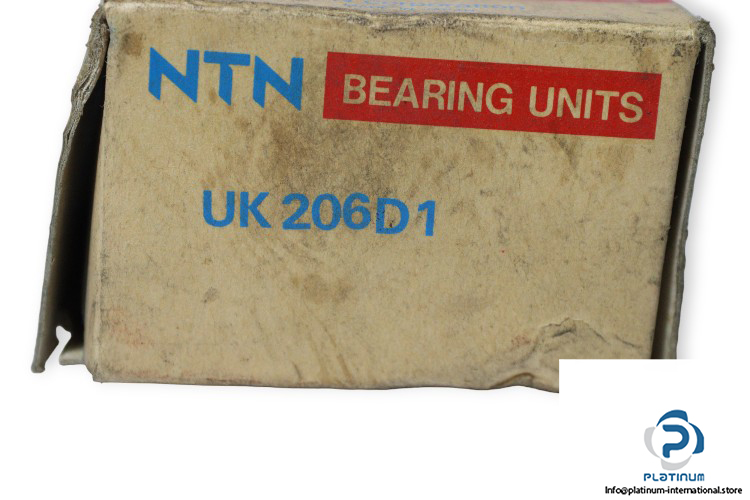 NTN BEARING UNITS
UK 206D1
PLATINUM
Info@platinum-international.store